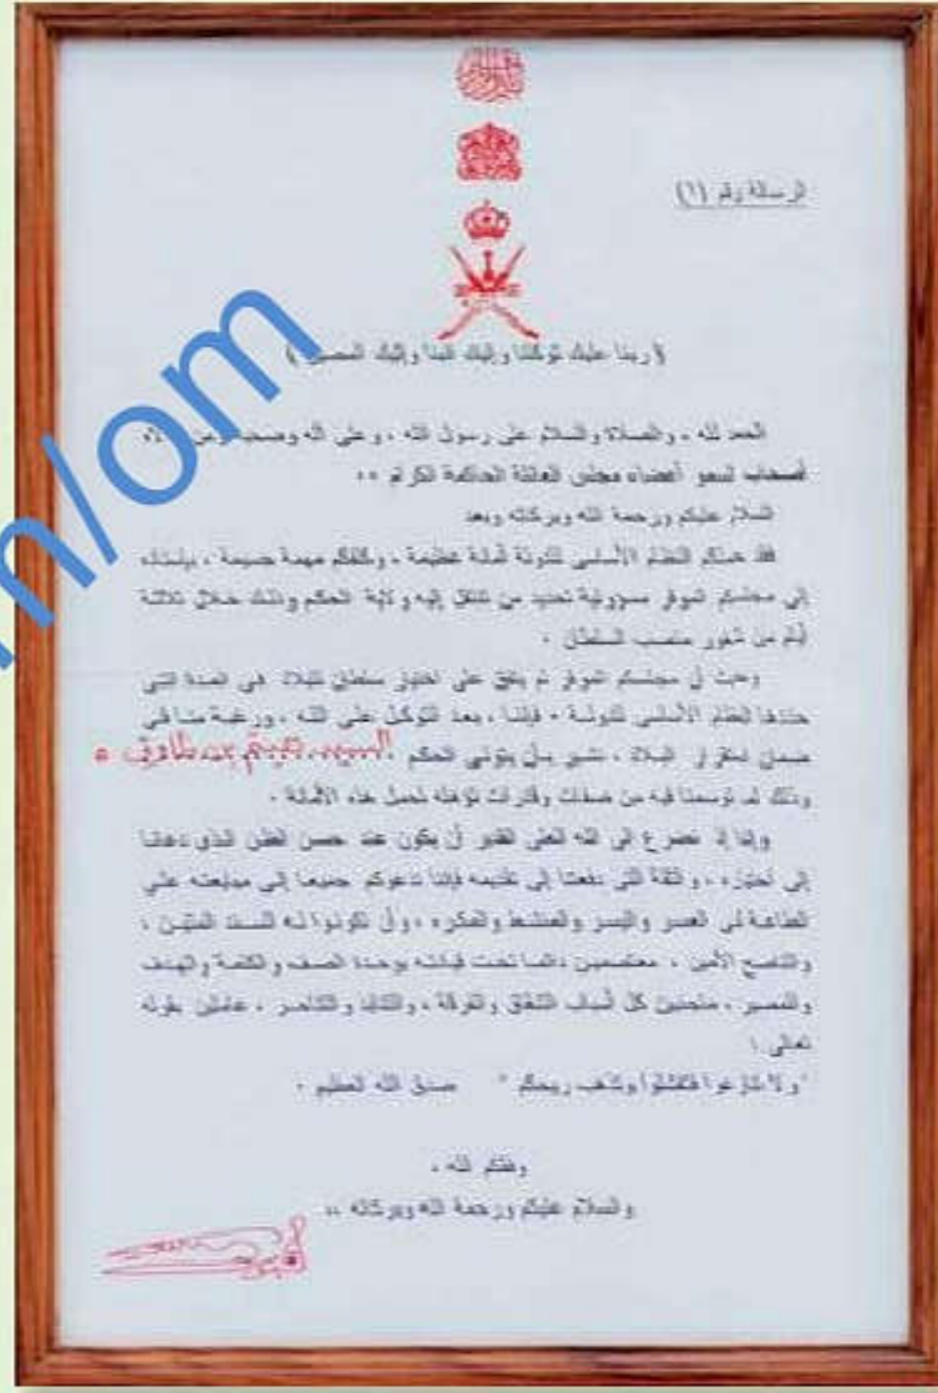 الرسالة رقم (١)
﴿ ربنا عليك توكلنا وإليك أنبنا وإليك المصير ﴾
الحمد لله ، والصلاة والسلام على رسول الله ، وعلى آله وصحبه ومن
أصحاب السمو أعضاء مجلس العائلة الحاكمة الكرام ،،
السلام عليكم ورحمة الله وبركاته وبعد
فقد حملكم النظام الأساسي للدولة أمانة عظيمة ، وكلفكم مهمة جسيمة ، بإسناده
إلى مجلسكم الموقر مسؤولية تحديد من تنتقل إليه ولاية الحكم وذلك خلال ثلاثة
أيام من شغور منصب السلطان .
وحيث أن مجلسكم الموقر لم يتفق على اختيار سلطان للبلاد في المدة التي
حددها النظام الأساسي للدولة ، فإننا ، بعد التوكل على الله ، ورغبة منا في
ضمان استقرار البلاد ، نشير بأن يتولى الحكم السيد هيثم بن طارق
وذلك لما توسمنا فيه من صفات وقدرات تؤهله لحمل هذه الأمانة .
وإننا إذ نضرع إلى الله العلي القدير أن يكون عند حسن الظن الذي دعانا
إلى اختياره ، والثقة التي دفعتنا إلى تقديمه فإننا ندعوكم جميعا إلى مبايعته على
الطاعة في العسر واليسر والمنشط والمكره ، وأن تكونوا له السند المتين ،
والناصح الأمين ، معتصمين دائما تحت قيادته بوحدة الصف والكلمة والهدف
والمصير ، متجنبين كل أسباب الشقاق والفرقة ، والتنابذ والتناحر ، عاملين بقوله
تعالى :
"ولا تنازعوا فتفشلوا وتذهب ريحكم " صدق الله العظيم .
وفقكم الله ،
والسلام عليكم ورحمة الله وبركاته ،،
/om